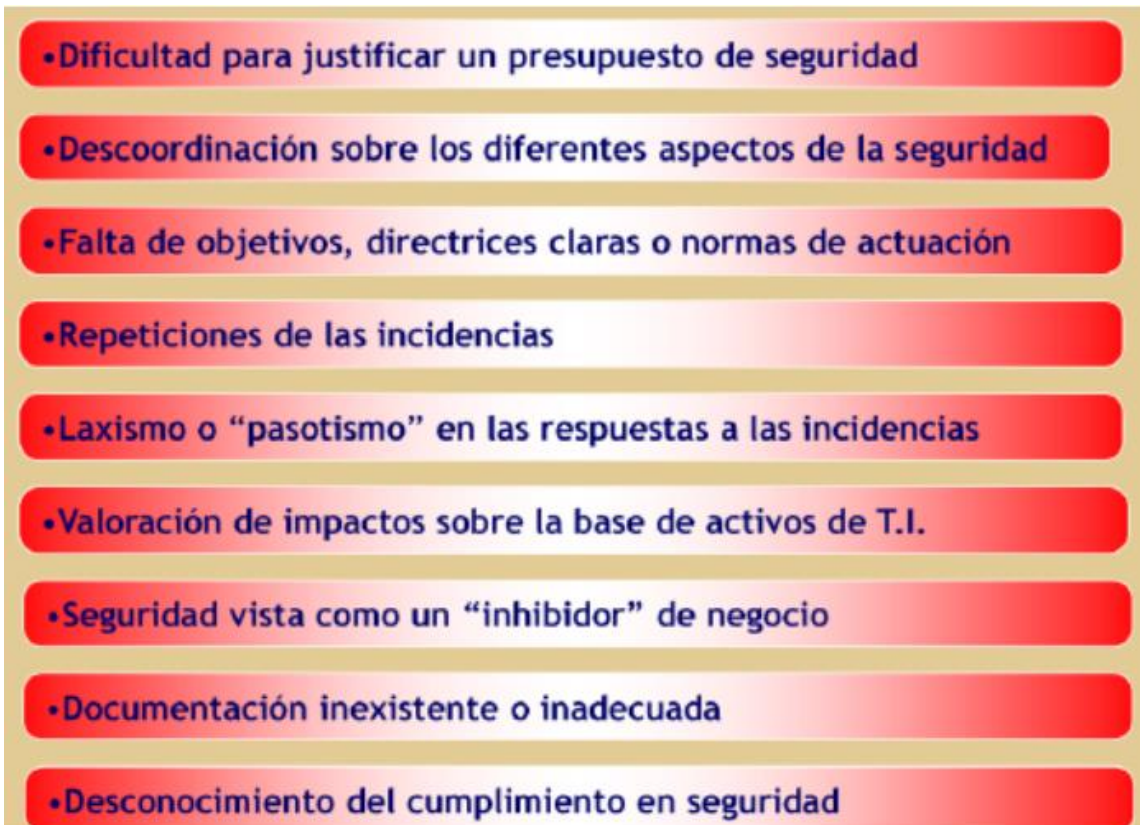 •Dificultad para justificar un presupuesto de seguridad
•Descoordinación sobre los diferentes aspectos de la seguridad
•Falta de objetivos, directrices claras o normas de actuación
•Repeticiones de las incidencias
•Laxismo o “pasotismo” en las respuestas a las incidencias
•Valoración de impactos sobre la base de activos de T.I.
•Seguridad vista como un “inhibidor” de negocio
•Documentación inexistente o inadecuada
•Desconocimiento del cumplimiento en seguridad